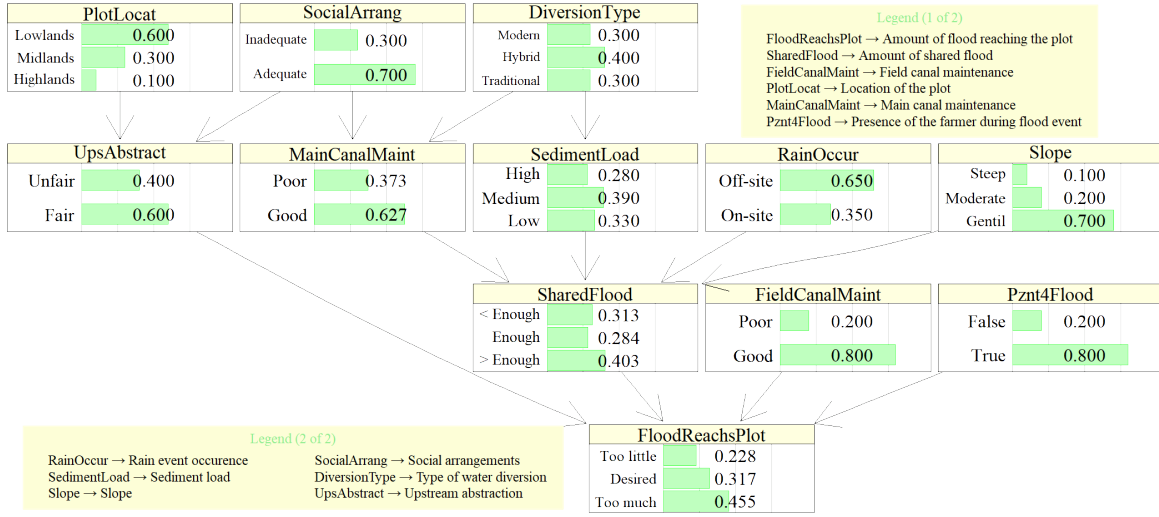 PlotLocat
Lowlands 0.600
Midlands 0.300
Highlands 0.100
SocialArrang
Inadequate 0.300
Adequate 0.700
DiversionType
Modern 0.300
Hybrid 0.400
Traditional 0.300
Legend (1 of 2)
FloodReachsPlot → Amount of flood reaching the plot
SharedFlood → Amount of shared flood
FieldCanalMaint → Field canal maintenance
PlotLocat → Location of the plot
MainCanalMaint → Main canal maintenance
Pznt4Flood → Presence of the farmer during flood event
UpsAbstract
Unfair 0.400
Fair 0.600
MainCanalMaint
Poor 0.373
Good 0.627
SedimentLoad
High 0.280
Medium 0.390
Low 0.330
RainOccur
Off-site 0.650
On-site 0.350
Slope
Steep 0.100
Moderate 0.200
Gentil 0.700
SharedFlood
< Enough 0.313
Enough 0.284
> Enough 0.403
FieldCanalMaint
Poor 0.200
Good 0.800
Pznt4Flood
False 0.200
True 0.800
Legend (2 of 2)
RainOccur → Rain event occurence
SedimentLoad → Sediment load
Slope → Slope
SocialArrang → Social arrangements
DiversionType → Type of water diversion
UpsAbstract → Upstream abstraction
FloodReachsPlot
Too little 0.228
Desired 0.317
Too much 0.455